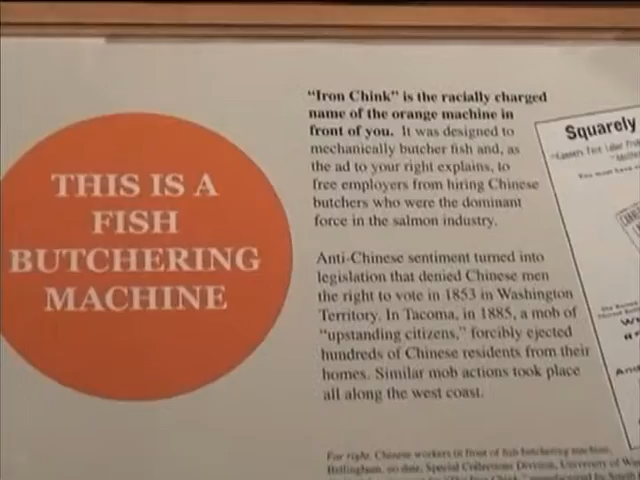 THIS IS A
FISH
BUTCHERING
MACHINE
"Iron Chink" is the racially charged
name of the orange machine in
front of you. It was designed to
mechanically butcher fish and, as
the ad to your right explains, to
free employers from hiring Chinese
butchers who were the dominant
force in the salmon industry.
Anti-Chinese sentiment turned into
legislation that denied Chinese men
the right to vote in 1853 in Washington
Territory. In Tacoma, in 1885, a mob of
"upstanding citizens," forcibly ejected
hundreds of Chinese residents from their
homes. Similar mob actions took place
all along the west coast.
Far right. Chinese workers in front of fish butchering machine,
Bellingham, no date. Special Collections Division, University of
Squarely